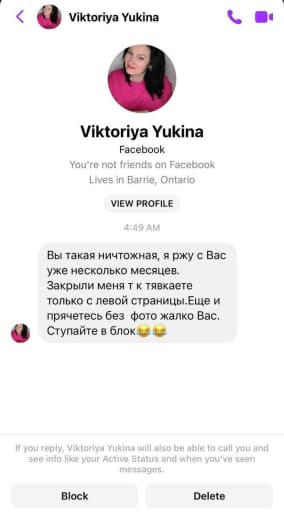 Viktoriya Yukina
Viktoriya Yukina
Facebook
You're not friends on Facebook
Lives in Barrie, Ontario
VIEW PROFILE
4:49 AM
Вы такая ничтожная, я ржу с Вас
уже несколько месяцев.
Закрыли меня т к тявкаете
только с левой страницы.Еще и
прячетесь без фото жалко Вас.
Ступайте в блок😂😂
If you reply, Viktoriya Yukina will also be able to call you and
see info like your Active Status and when you've seen
messages.
Block
Delete